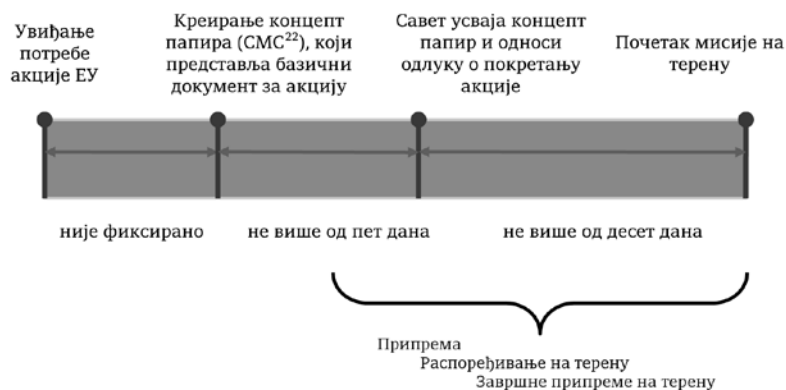 Увиђање
потребе
акције ЕУ
Креирање концепт
папира (СМС22), који
представља базични
документ за акцију
Савет усваја концепт
папир и односи
одлуку о покретању
акције
Почетак мисије на
терену
није фиксирано
не више од пет дана
не више од десет дана
Припрема
Распоређивање на терену
Завршне припреме на терену